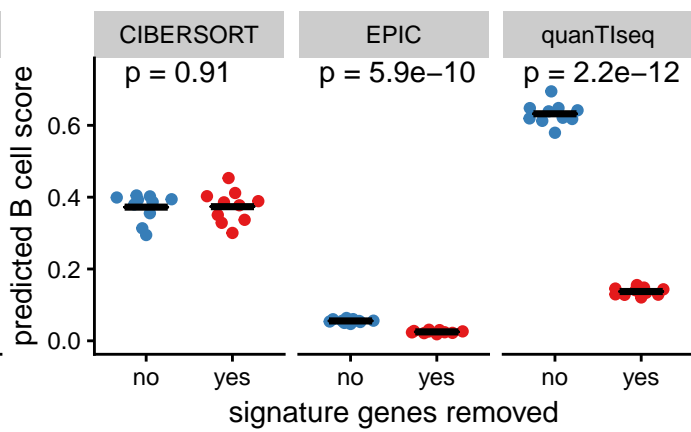 CIBERSORT EPIC quanTIseq
p = 0.91 p = 5.9e−10 p = 2.2e−12
predicted B cell score
0.6
0.4
0.2
0.0
no yes no yes no yes
signature genes removed